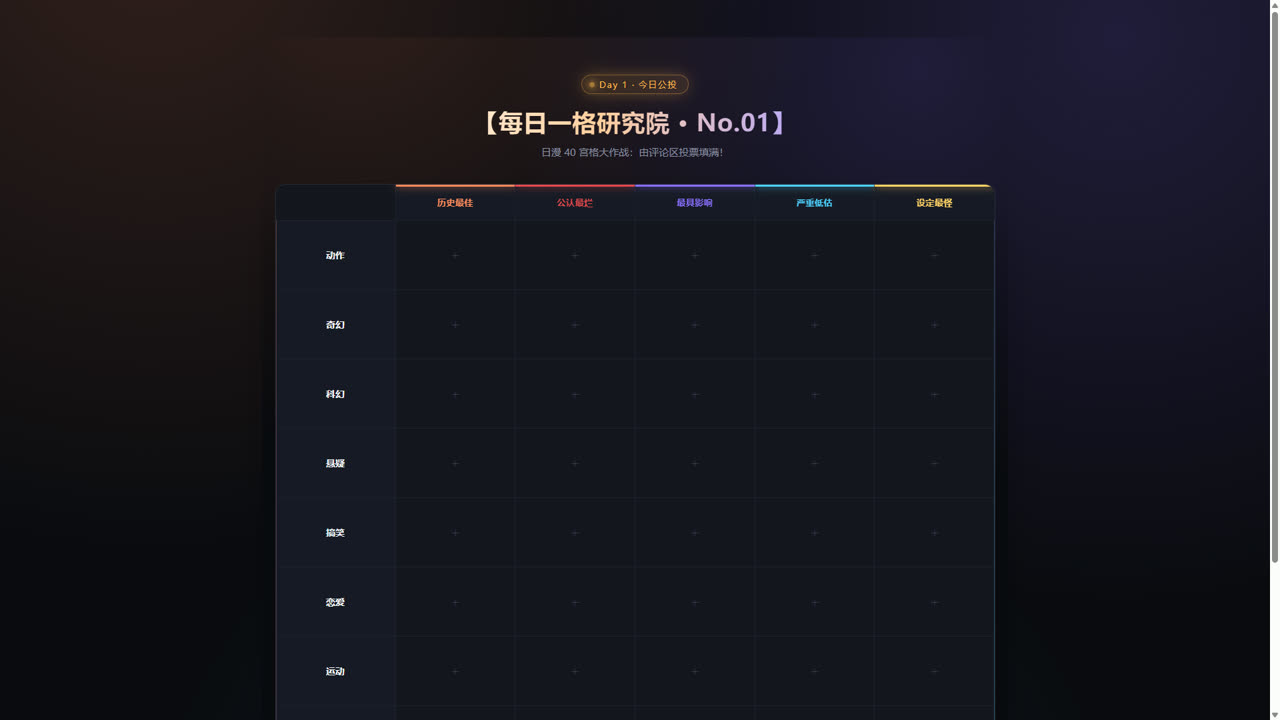 Day 1 · 今日公投
【每日一格研究院 · No.01】
日漫 40 宫格大作战：由评论区投票填满！
历史最佳 公认最烂 最具影响 严重低估 设定最怪
动作 + + + + +
奇幻 + + + + +
科幻 + + + + +
悬疑 + + + + +
搞笑 + + + + +
恋爱 + + + + +
运动 + + + + +